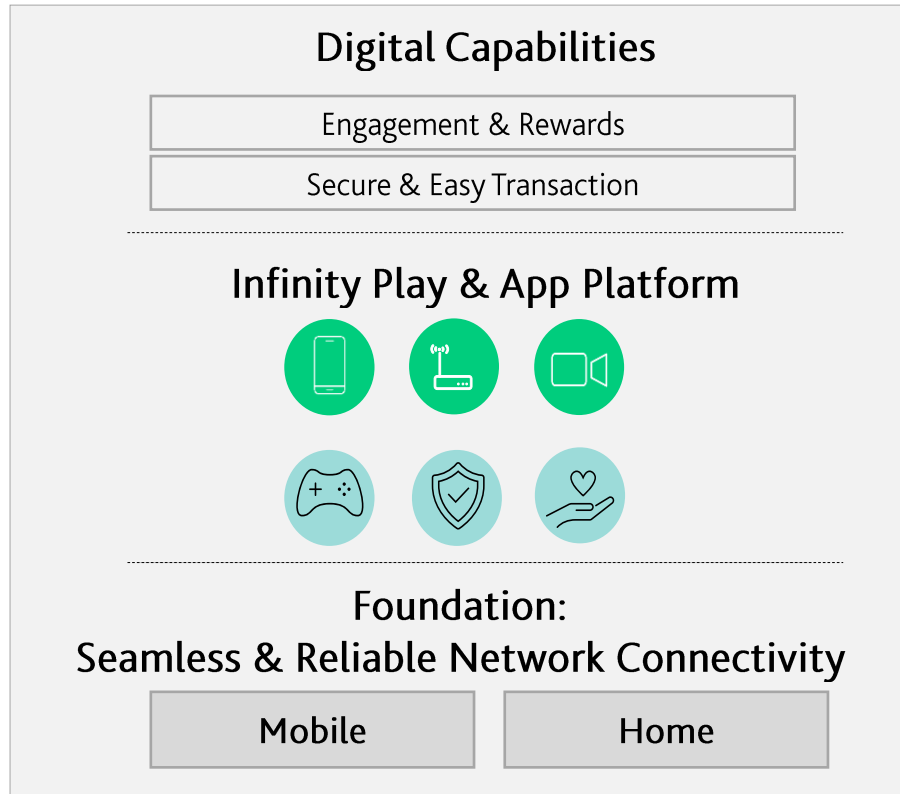 Digital Capabilities
Engagement & Rewards
Secure & Easy Transaction
Infinity Play & App Platform
Foundation:
Seamless & Reliable Network Connectivity
Mobile
Home